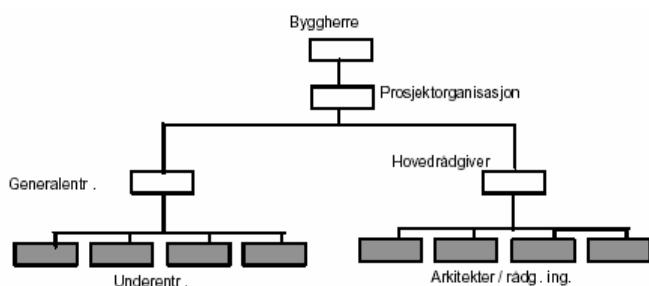 Byggherre
Prosjektorganisasjon
Hovedrådgiver
Generalentr .
Underentr .
Arkitekter / rådg . ing.